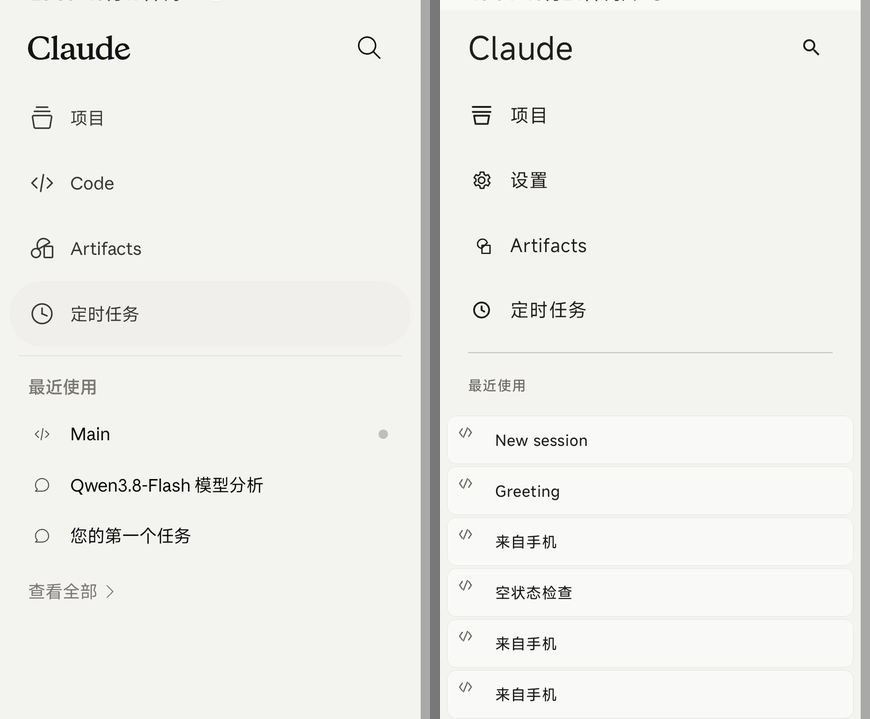 Claude
项目
Code
Artifacts
定时任务
最近使用
Main
Qwen3.8-Flash 模型分析
您的第一个任务
查看全部
Claude
项目
设置
Artifacts
定时任务
最近使用
New session
Greeting
来自手机
空状态检查
来自手机
来自手机